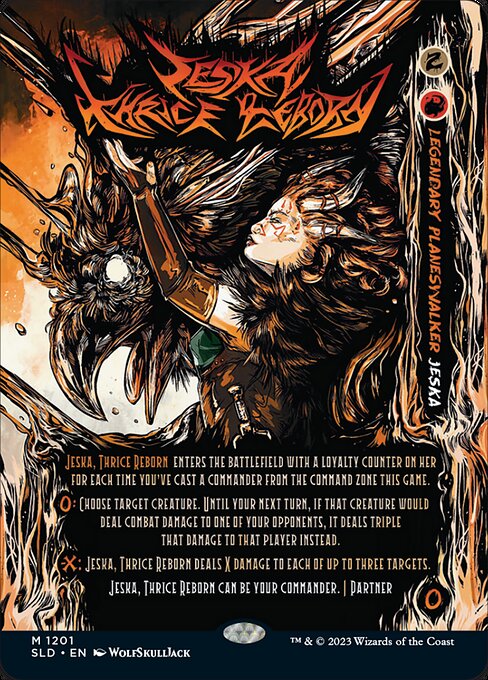 JESKA
THRICE REBORN
2
LEGENDARY PLANESWALKER JESKA
JESKA, THRICE REBORN ENTERS THE BATTLEFIELD WITH A LOYALTY COUNTER ON HER
FOR EACH TIME YOU'VE CAST A COMMANDER FROM THE COMMAND ZONE THIS GAME.
0: CHOOSE TARGET CREATURE. UNTIL YOUR NEXT TURN, IF THAT CREATURE WOULD
DEAL COMBAT DAMAGE TO ONE OF YOUR OPPONENTS, IT DEALS TRIPLE
THAT DAMAGE TO THAT PLAYER INSTEAD.
-X: JESKA, THRICE REBORN DEALS X DAMAGE TO EACH OF UP TO THREE TARGETS.
JESKA, THRICE REBORN CAN BE YOUR COMMANDER. | PARTNER
0
M 1201
SLD • EN WOLFSKULLJACK
™ & © 2023 Wizards of the Coast